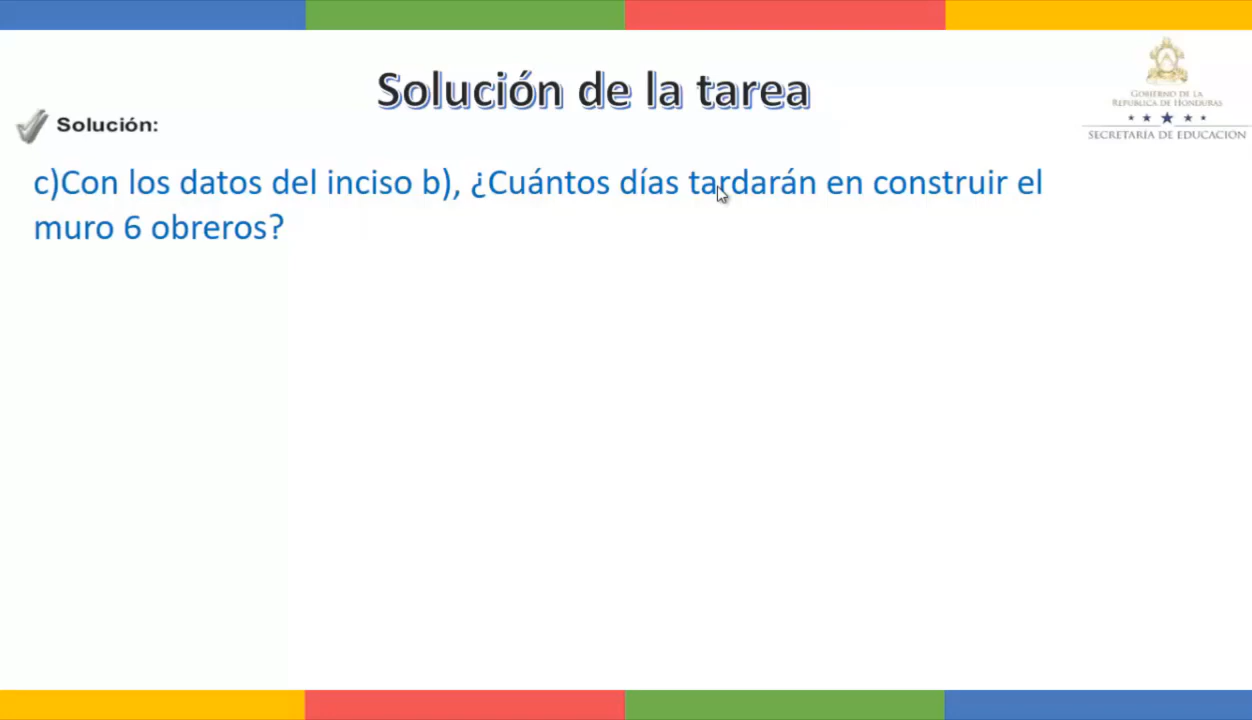 Solución de la tarea
GOBIERNO DE LA
REPÚBLICA DE HONDURAS
SECRETARÍA DE EDUCACIÓN
Solución:
c)Con los datos del inciso b), ¿Cuántos días tardarán en construir el
muro 6 obreros?